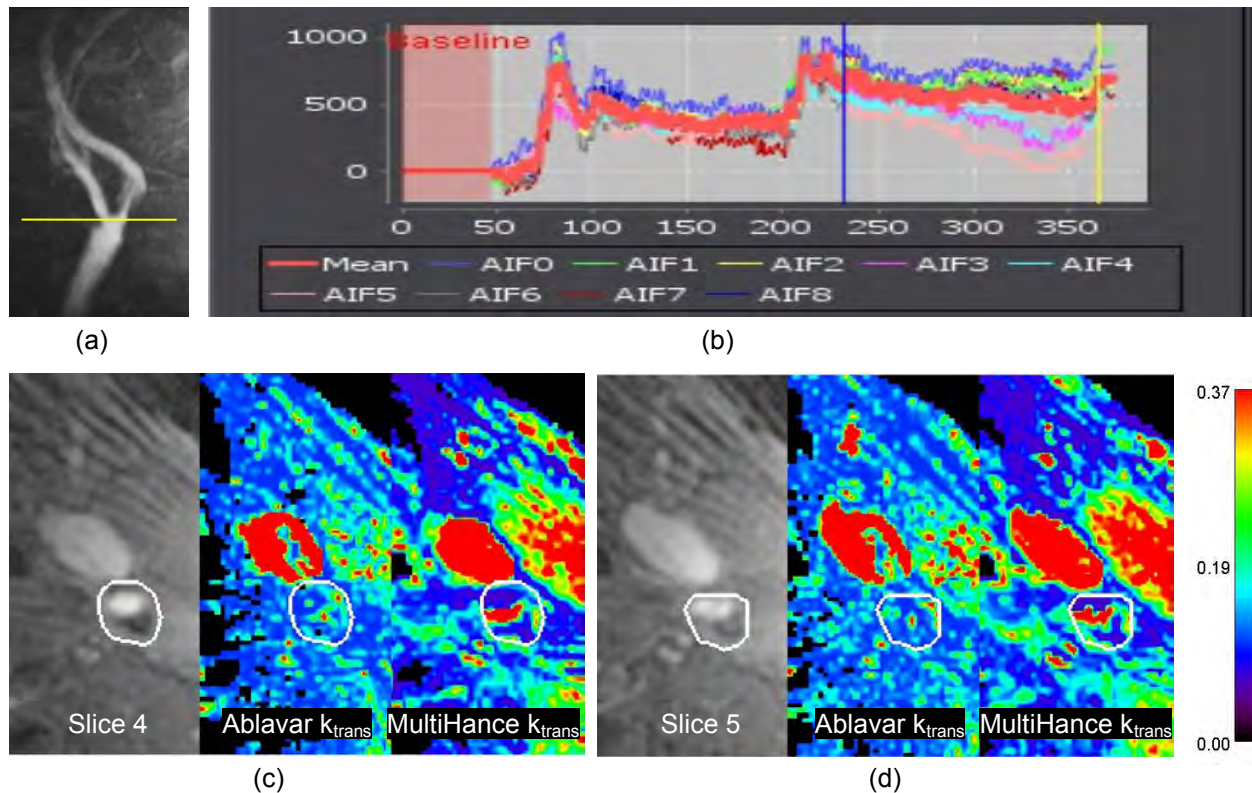 1000
Baseline
500
0
0 50 100 150 200 250 300 350
Mean AIF0 AIF1 AIF2 AIF3 AIF4
AIF5 AIF6 AIF7 AIF8
(a) (b)
Slice 4 Ablavar ktrans MultiHance ktrans
Slice 5 Ablavar ktrans MultiHance ktrans
0.37
0.19
0.00
(c) (d)